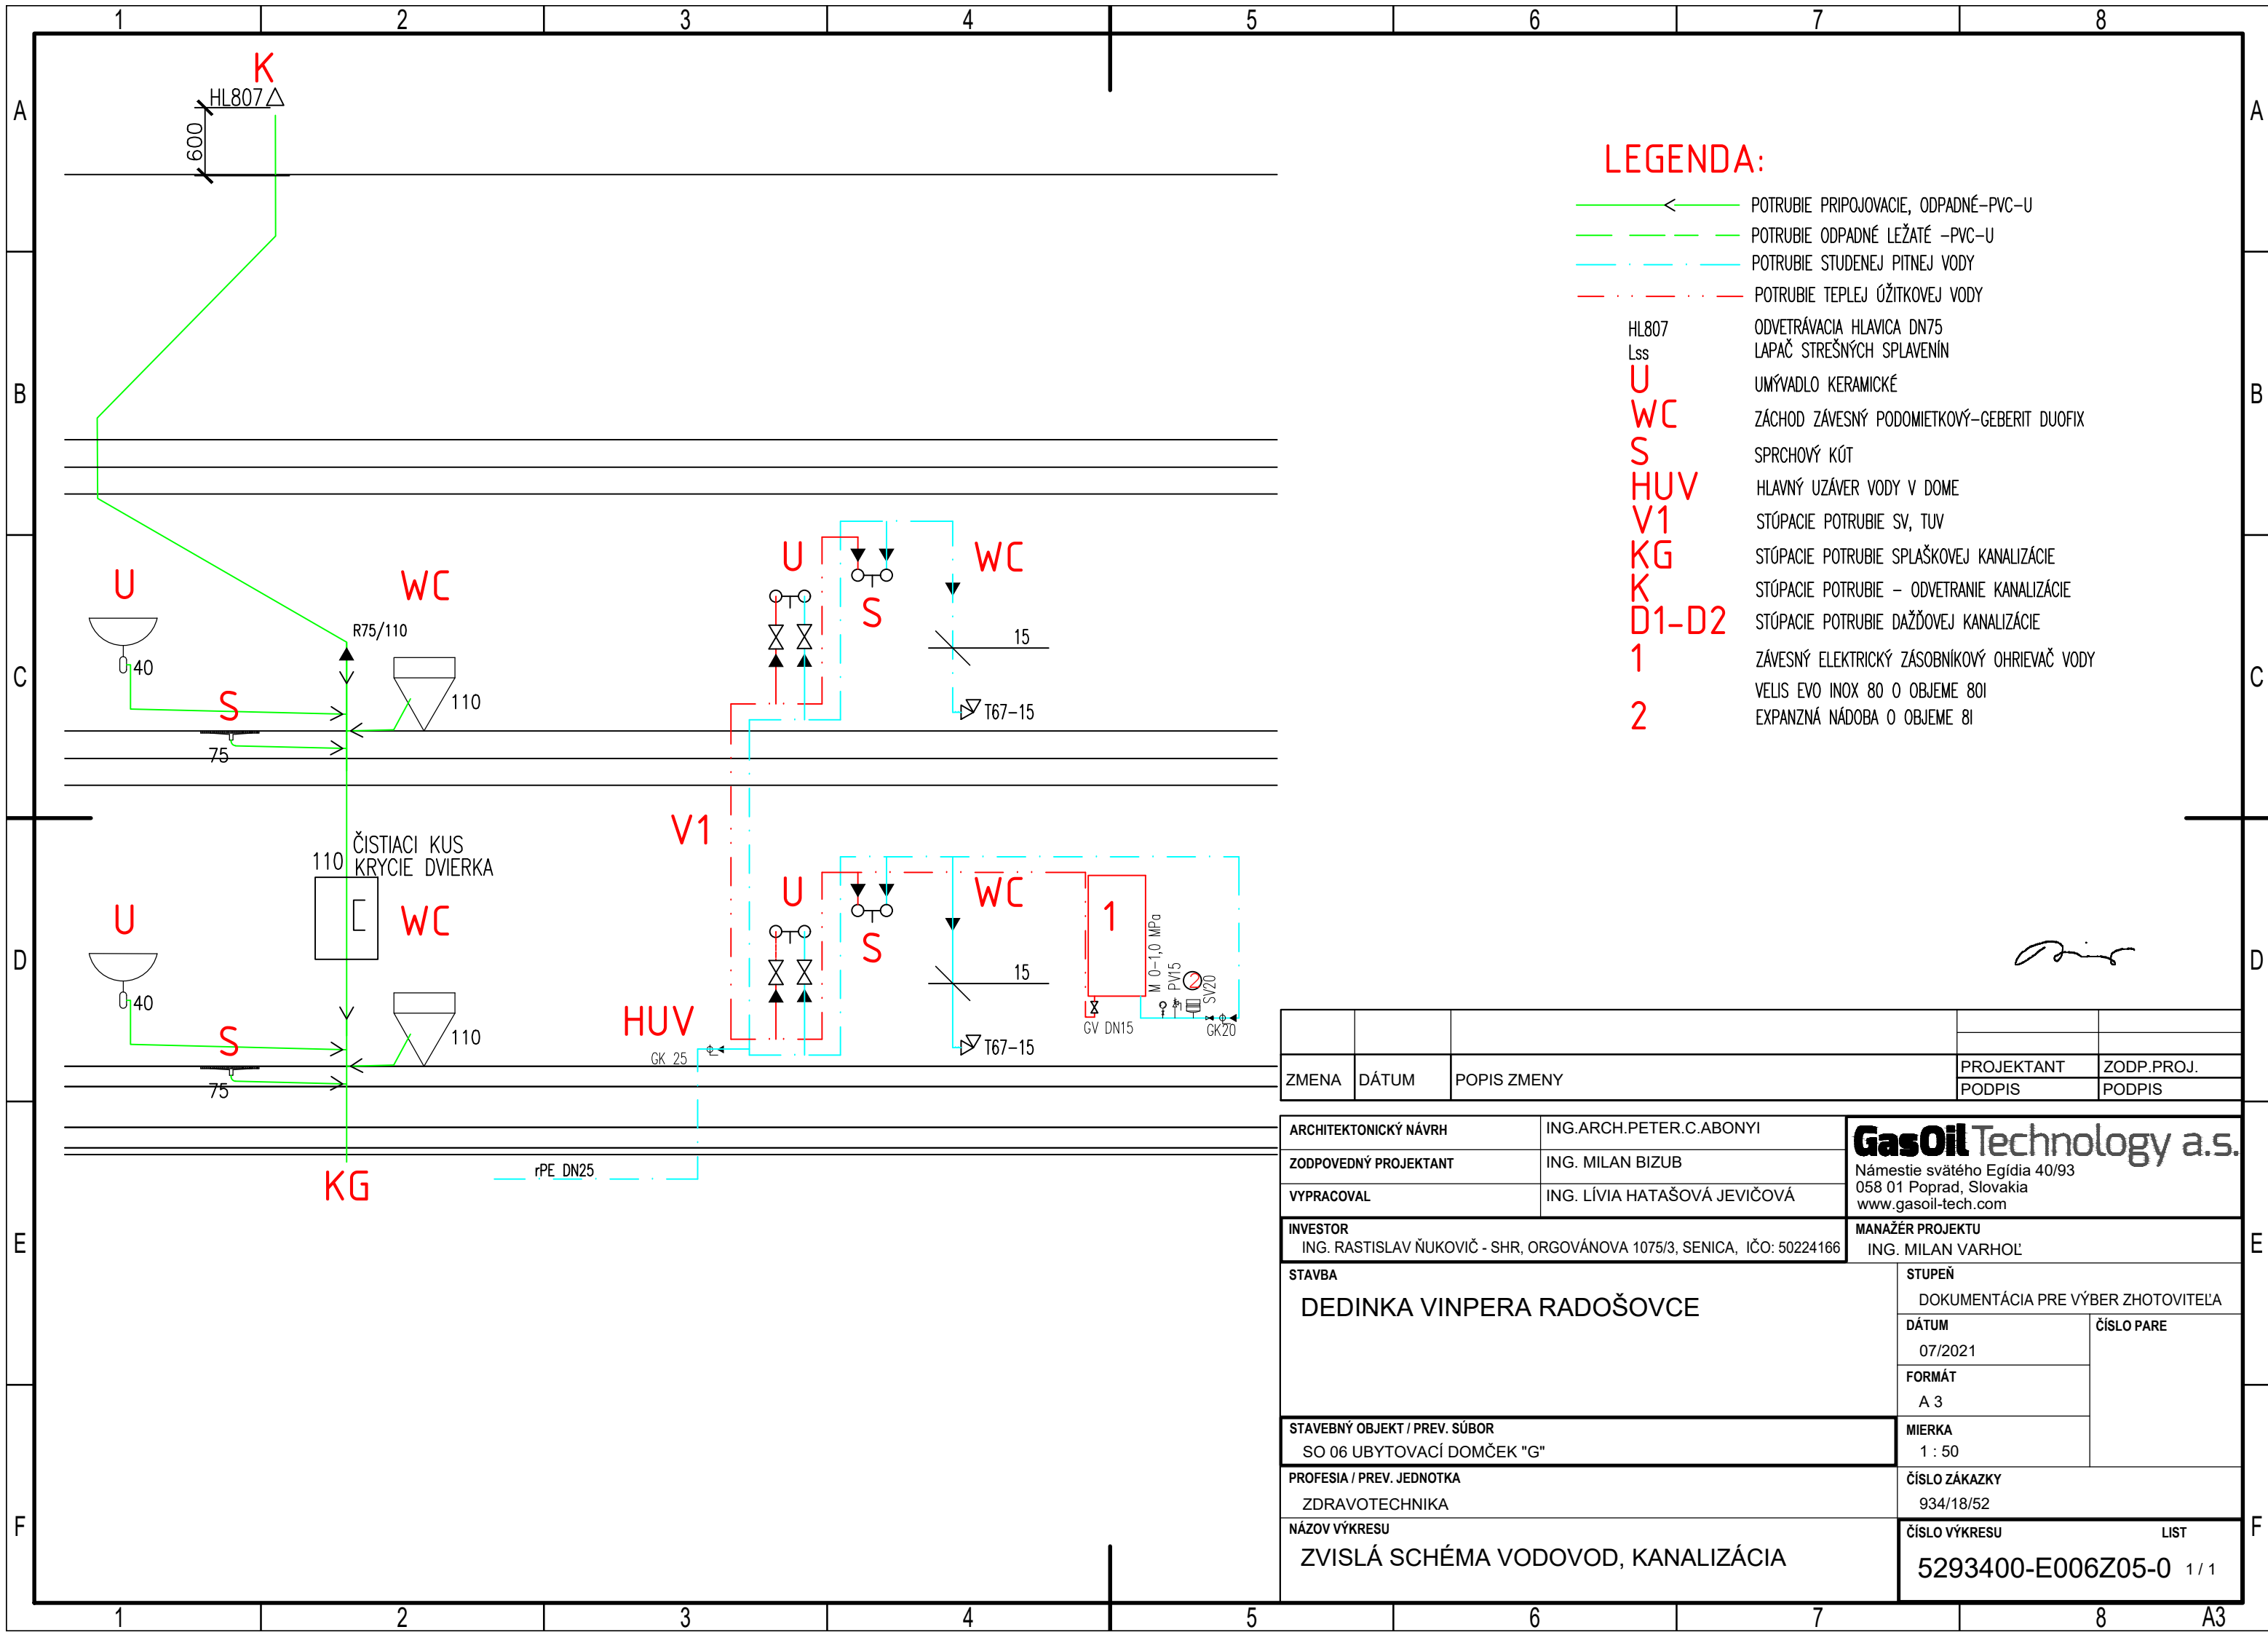 1 2 3 4 5 6 7 8
A A
B B
C C
D D
E E
F F
K
HL807
600
U
WC
R75/110
40
S
110
75
ČISTIACI KUS
110 KRYCIE DVIERKA
U
WC
40
S
110
75
KG
U
WC
S
15
T67-15
V1
U
WC
S
15
T67-15
HUV
GK 25
rPE DN25
1
M 0-1,0 MPa
PV15
2
SV20
GV DN15
GK20
LEGENDA:
POTRUBIE PRIPOJOVACIE, ODPADNÉ-PVC-U
POTRUBIE ODPADNÉ LEŽATÉ -PVC-U
POTRUBIE STUDENEJ PITNEJ VODY
POTRUBIE TEPLEJ ÚŽITKOVEJ VODY
HL807 ODVETRÁVACIA HLAVICA DN75
Lss LAPAČ STREŠNÝCH SPLAVENÍN
U UMÝVADLO KERAMICKÉ
WC ZÁCHOD ZÁVESNÝ PODOMIETKOVÝ-GEBERIT DUOFIX
S SPRCHOVÝ KÚT
HUV HLAVNÝ UZÁVER VODY V DOME
V1 STÚPACIE POTRUBIE SV, TUV
KG STÚPACIE POTRUBIE SPLAŠKOVEJ KANALIZÁCIE
K STÚPACIE POTRUBIE - ODVETRANIE KANALIZÁCIE
D1-D2 STÚPACIE POTRUBIE DAŽĎOVEJ KANALIZÁCIE
1 ZÁVESNÝ ELEKTRICKÝ ZÁSOBNÍKOVÝ OHRIEVAČ VODY
VELIS EVO INOX 80 O OBJEME 80l
2 EXPANZNÁ NÁDOBA O OBJEME 8l
ZMENA DÁTUM POPIS ZMENY PROJEKTANT ZODP.PROJ.
PODPIS PODPIS
ARCHITEKTONICKÝ NÁVRH ING.ARCH.PETER.C.ABONYI
ZODPOVEDNÝ PROJEKTANT ING. MILAN BIZUB
VYPRACOVAL ING. LÍVIA HATAŠOVÁ JEVIČOVÁ
GasOil Technology a.s.
Námestie svätého Egídia 40/93
058 01 Poprad, Slovakia
www.gasoil-tech.com
INVESTOR
ING. RASTISLAV ŇUKOVIČ - SHR, ORGOVÁNOVA 1075/3, SENICA, IČO: 50224166
MANAŽÉR PROJEKTU
ING. MILAN VARHOĽ
STAVBA
DEDINKA VINPERA RADOŠOVCE
STUPEŇ
DOKUMENTÁCIA PRE VÝBER ZHOTOVITEĽA
DÁTUM
07/2021
ČÍSLO PARE
FORMÁT
A 3
STAVEBNÝ OBJEKT / PREV. SÚBOR
SO 06 UBYTOVACÍ DOMČEK "G"
MIERKA
1 : 50
PROFESIA / PREV. JEDNOTKA
ZDRAVOTECHNIKA
ČÍSLO ZÁKAZKY
934/18/52
NÁZOV VÝKRESU
ZVISLÁ SCHÉMA VODOVOD, KANALIZÁCIA
ČÍSLO VÝKRESU LIST
5293400-E006Z05-0 1 / 1
1 2 3 4 5 6 7 8 A3